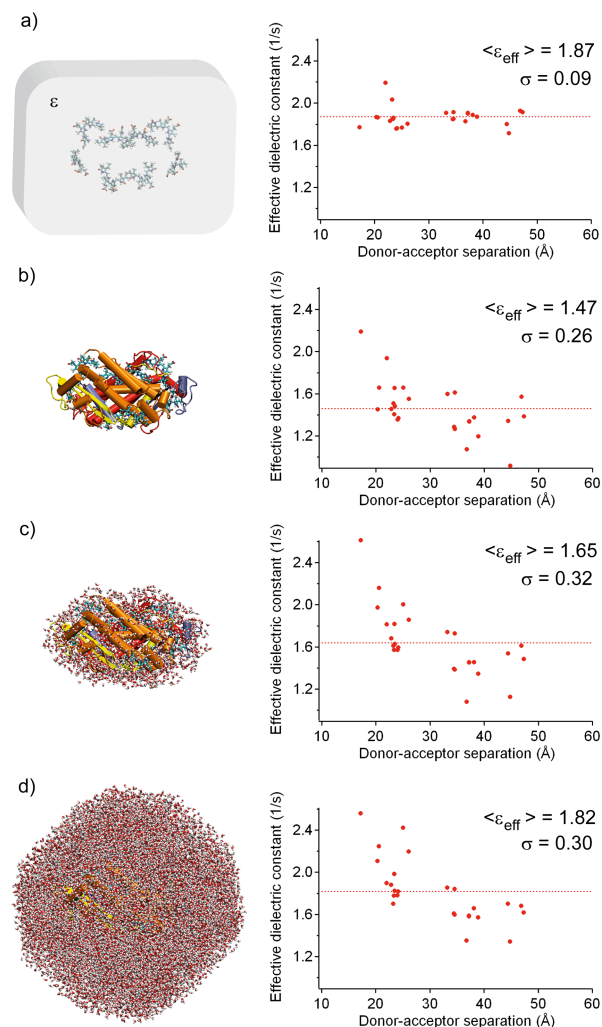 a)
ε
Effective dielectric constant (1/s)
<ε_eff> = 1.87
σ = 0.09
2.4
2.0
1.6
1.2
10 20 30 40 50 60
Donor-acceptor separation (Å)
b)
Effective dielectric constant (1/s)
<ε_eff> = 1.47
σ = 0.26
2.4
2.0
1.6
1.2
10 20 30 40 50 60
Donor-acceptor separation (Å)
c)
Effective dielectric constant (1/s)
<ε_eff> = 1.65
σ = 0.32
2.4
2.0
1.6
1.2
10 20 30 40 50 60
Donor-acceptor separation (Å)
d)
Effective dielectric constant (1/s)
<ε_eff> = 1.82
σ = 0.30
2.4
2.0
1.6
1.2
10 20 30 40 50 60
Donor-acceptor separation (Å)